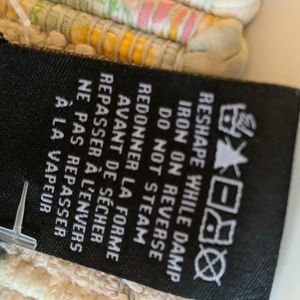 RESHAPE WHILE DAMP
IRON ON REVERSE
DO NOT STEAM
REDONNER LA FORME
AVANT DE SÉCHER
REPASSER À L'ENVERS
NE PAS REPASSER
À LA VAPEUR